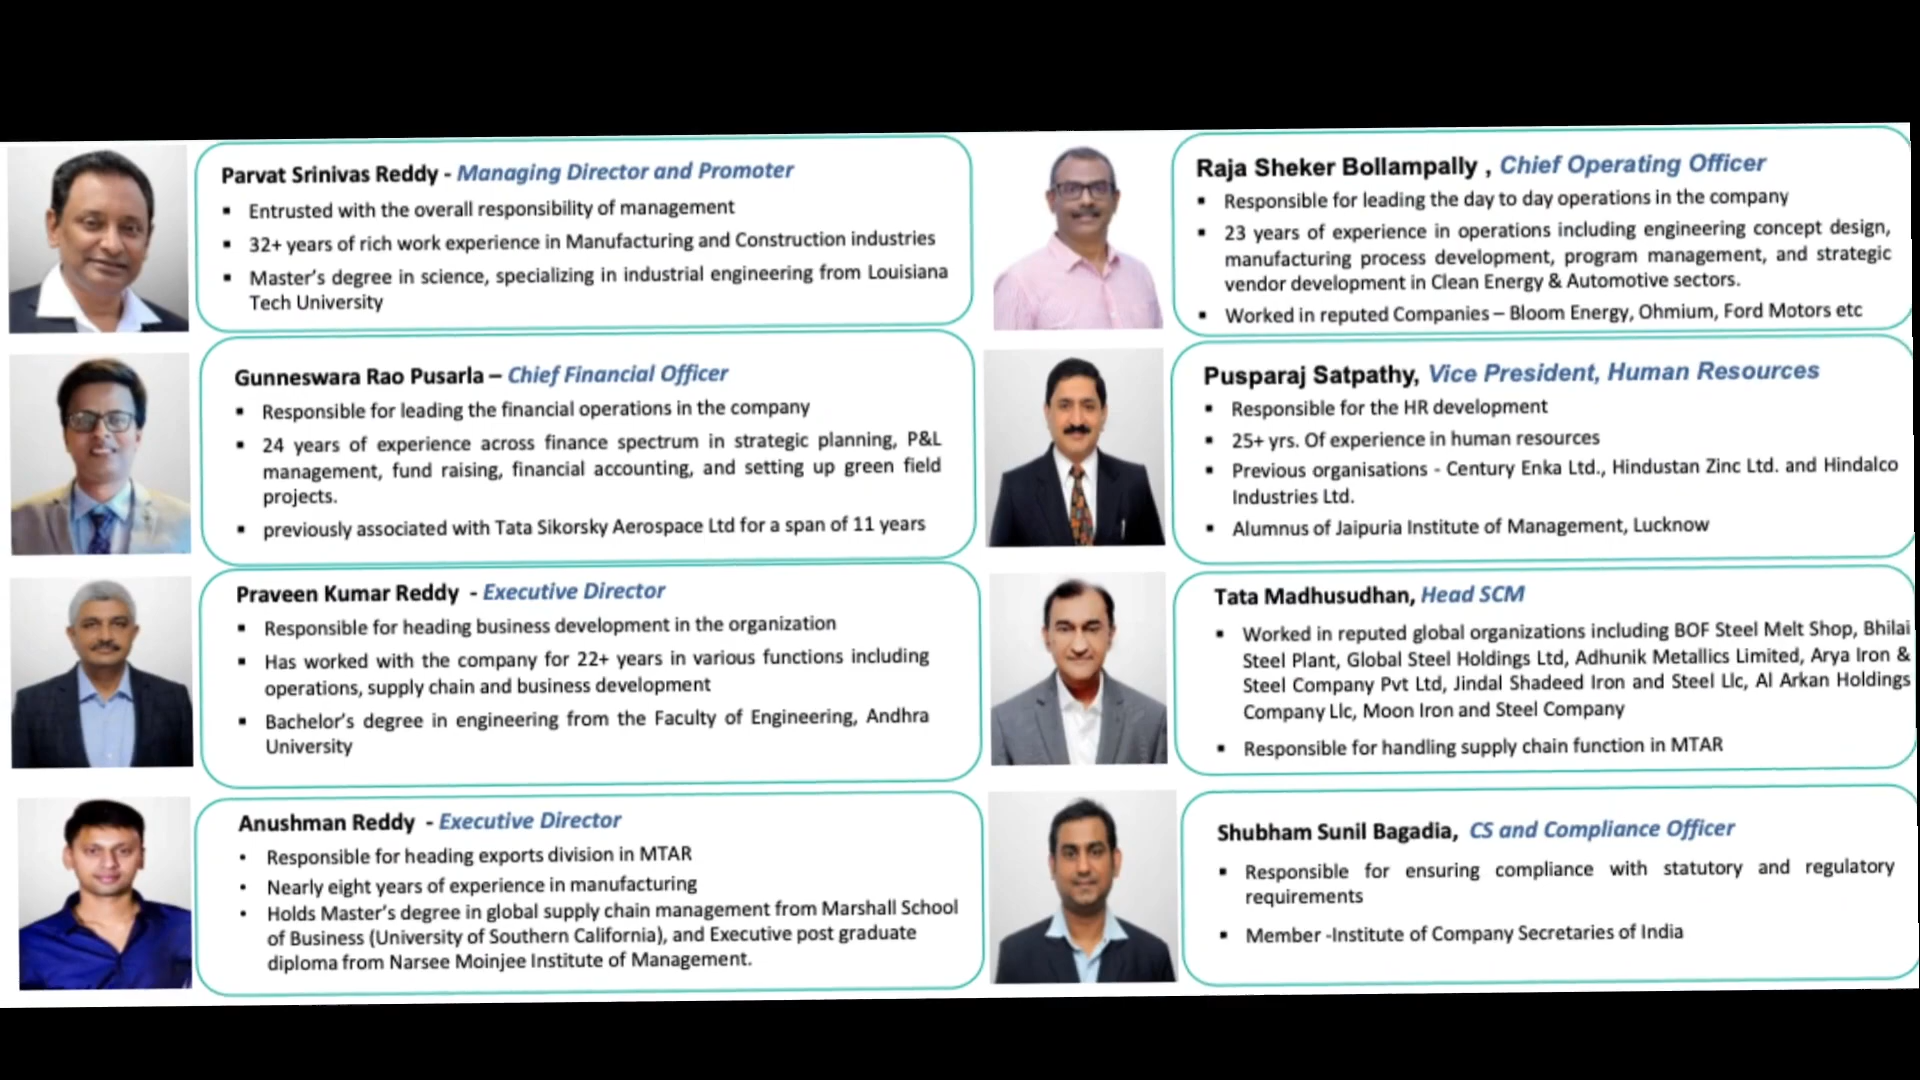 Parvat Srinivas Reddy - Managing Director and Promoter
▪ Entrusted with the overall responsibility of management
▪ 32+ years of rich work experience in Manufacturing and Construction industries
▪ Master's degree in science, specializing in industrial engineering from Louisiana
Tech University
Gunneswara Rao Pusarla – Chief Financial Officer
▪ Responsible for leading the financial operations in the company
▪ 24 years of experience across finance spectrum in strategic planning, P&L
management, fund raising, financial accounting, and setting up green field
projects.
▪ previously associated with Tata Sikorsky Aerospace Ltd for a span of 11 years
Praveen Kumar Reddy - Executive Director
▪ Responsible for heading business development in the organization
▪ Has worked with the company for 22+ years in various functions including
operations, supply chain and business development
▪ Bachelor's degree in engineering from the Faculty of Engineering, Andhra
University
Anushman Reddy - Executive Director
• Responsible for heading exports division in MTAR
• Nearly eight years of experience in manufacturing
• Holds Master's degree in global supply chain management from Marshall School
of Business (University of Southern California), and Executive post graduate
diploma from Narsee Moinjee Institute of Management.
Raja Sheker Bollampally , Chief Operating Officer
▪ Responsible for leading the day to day operations in the company
▪ 23 years of experience in operations including engineering concept design,
manufacturing process development, program management, and strategic
vendor development in Clean Energy & Automotive sectors.
▪ Worked in reputed Companies – Bloom Energy, Ohmium, Ford Motors etc
Pusparaj Satpathy, Vice President, Human Resources
▪ Responsible for the HR development
▪ 25+ yrs. Of experience in human resources
▪ Previous organisations - Century Enka Ltd., Hindustan Zinc Ltd. and Hindalco
Industries Ltd.
▪ Alumnus of Jaipuria Institute of Management, Lucknow
Tata Madhusudhan, Head SCM
▪ Worked in reputed global organizations including BOF Steel Melt Shop, Bhilai
Steel Plant, Global Steel Holdings Ltd, Adhunik Metallics Limited, Arya Iron &
Steel Company Pvt Ltd, Jindal Shadeed Iron and Steel Llc, Al Arkan Holdings
Company Llc, Moon Iron and Steel Company
▪ Responsible for handling supply chain function in MTAR
Shubham Sunil Bagadia, CS and Compliance Officer
▪ Responsible for ensuring compliance with statutory and regulatory
requirements
▪ Member -Institute of Company Secretaries of India